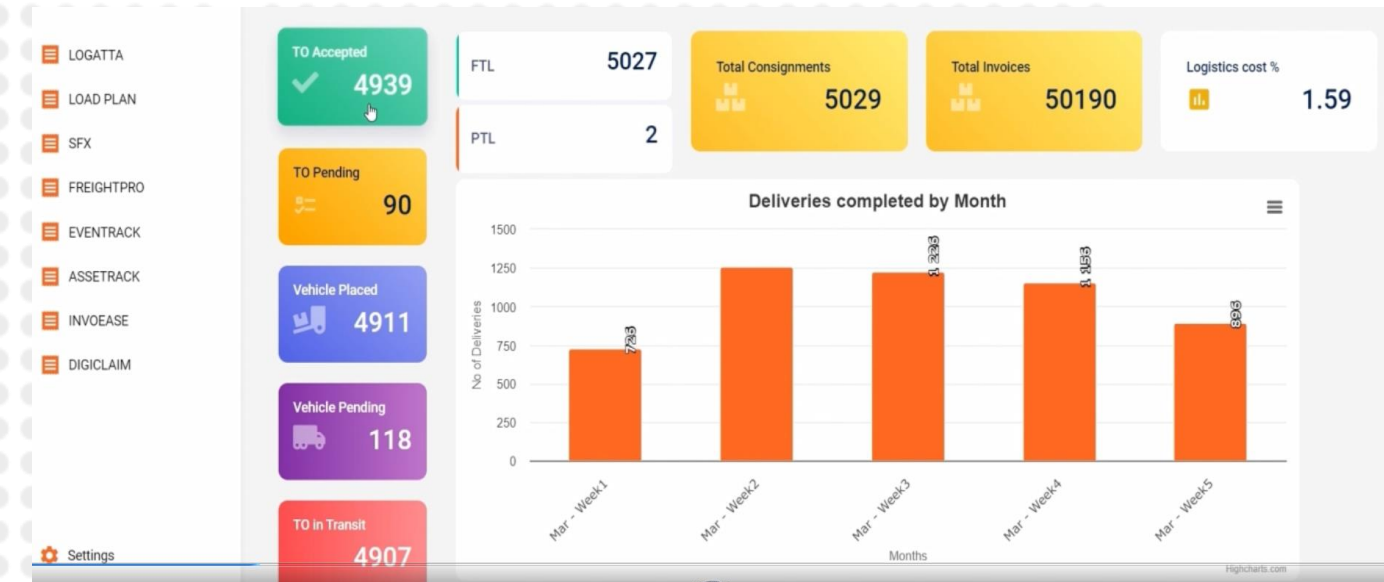 LOGATTA
LOAD PLAN
SFX
FREIGHTPRO
EVENTRACK
ASSETRACK
INVOEASE
DIGICLAIM
Settings
TO Accepted
4939
TO Pending
90
Vehicle Placed
4911
Vehicle Pending
118
TO in Transit
4907
FTL
5027
PTL
2
Total Consignments
5029
Total Invoices
50190
Logistics cost %
1.59
Deliveries completed by Month
No of Deliveries
1500
1250
1000
750
500
250
0
1 155
Mar - Week1
Mar - Week2
Mar - Week3
Mar - Week4
Mar - Week5
Months
Highcharts.com